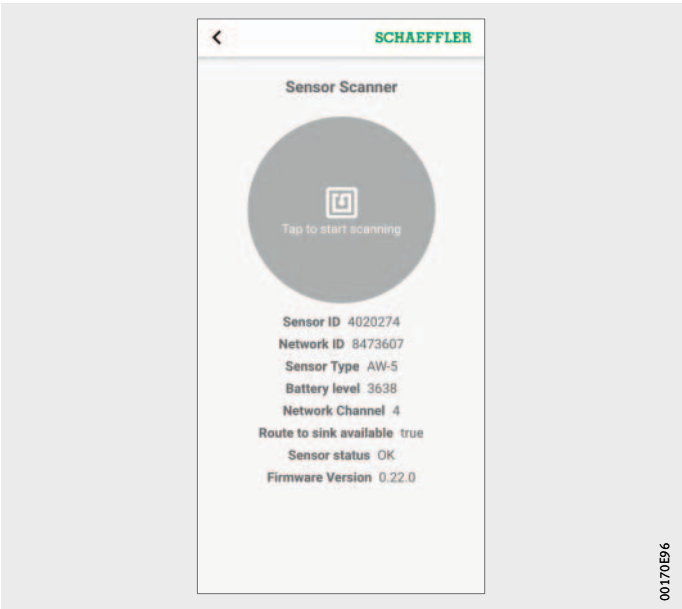 SCHAEFFLER
Sensor Scanner
Tap to start scanning
Sensor ID 4020274
Network ID 8473607
Sensor Type AW-5
Battery level 3638
Network Channel 4
Route to sink available true
Sensor status OK
Firmware Version 0.22.0
00170E96